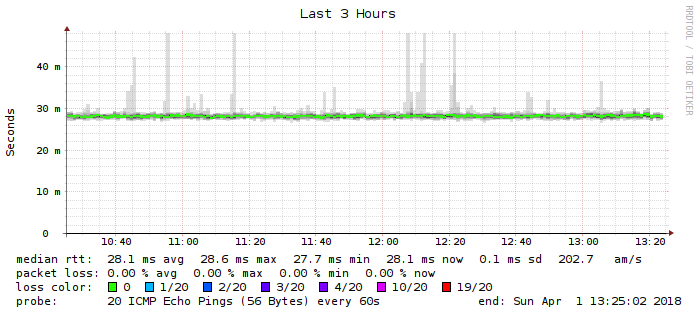 Last 3 Hours
RRDTOOL / TOBI OETIKER
Seconds
40 m
30 m
20 m
10 m
0
10:40 11:00 11:20 11:40 12:00 12:20 12:40 13:00 13:20
median rtt: 28.1 ms avg 28.6 ms max 27.7 ms min 28.1 ms now 0.1 ms sd 202.7 am/s
packet loss: 0.00 % avg 0.00 % max 0.00 % min 0.00 % now
loss color: 0 1/20 2/20 3/20 4/20 10/20 19/20
probe: 20 ICMP Echo Pings (56 Bytes) every 60s end: Sun Apr 1 13:25:02 2018